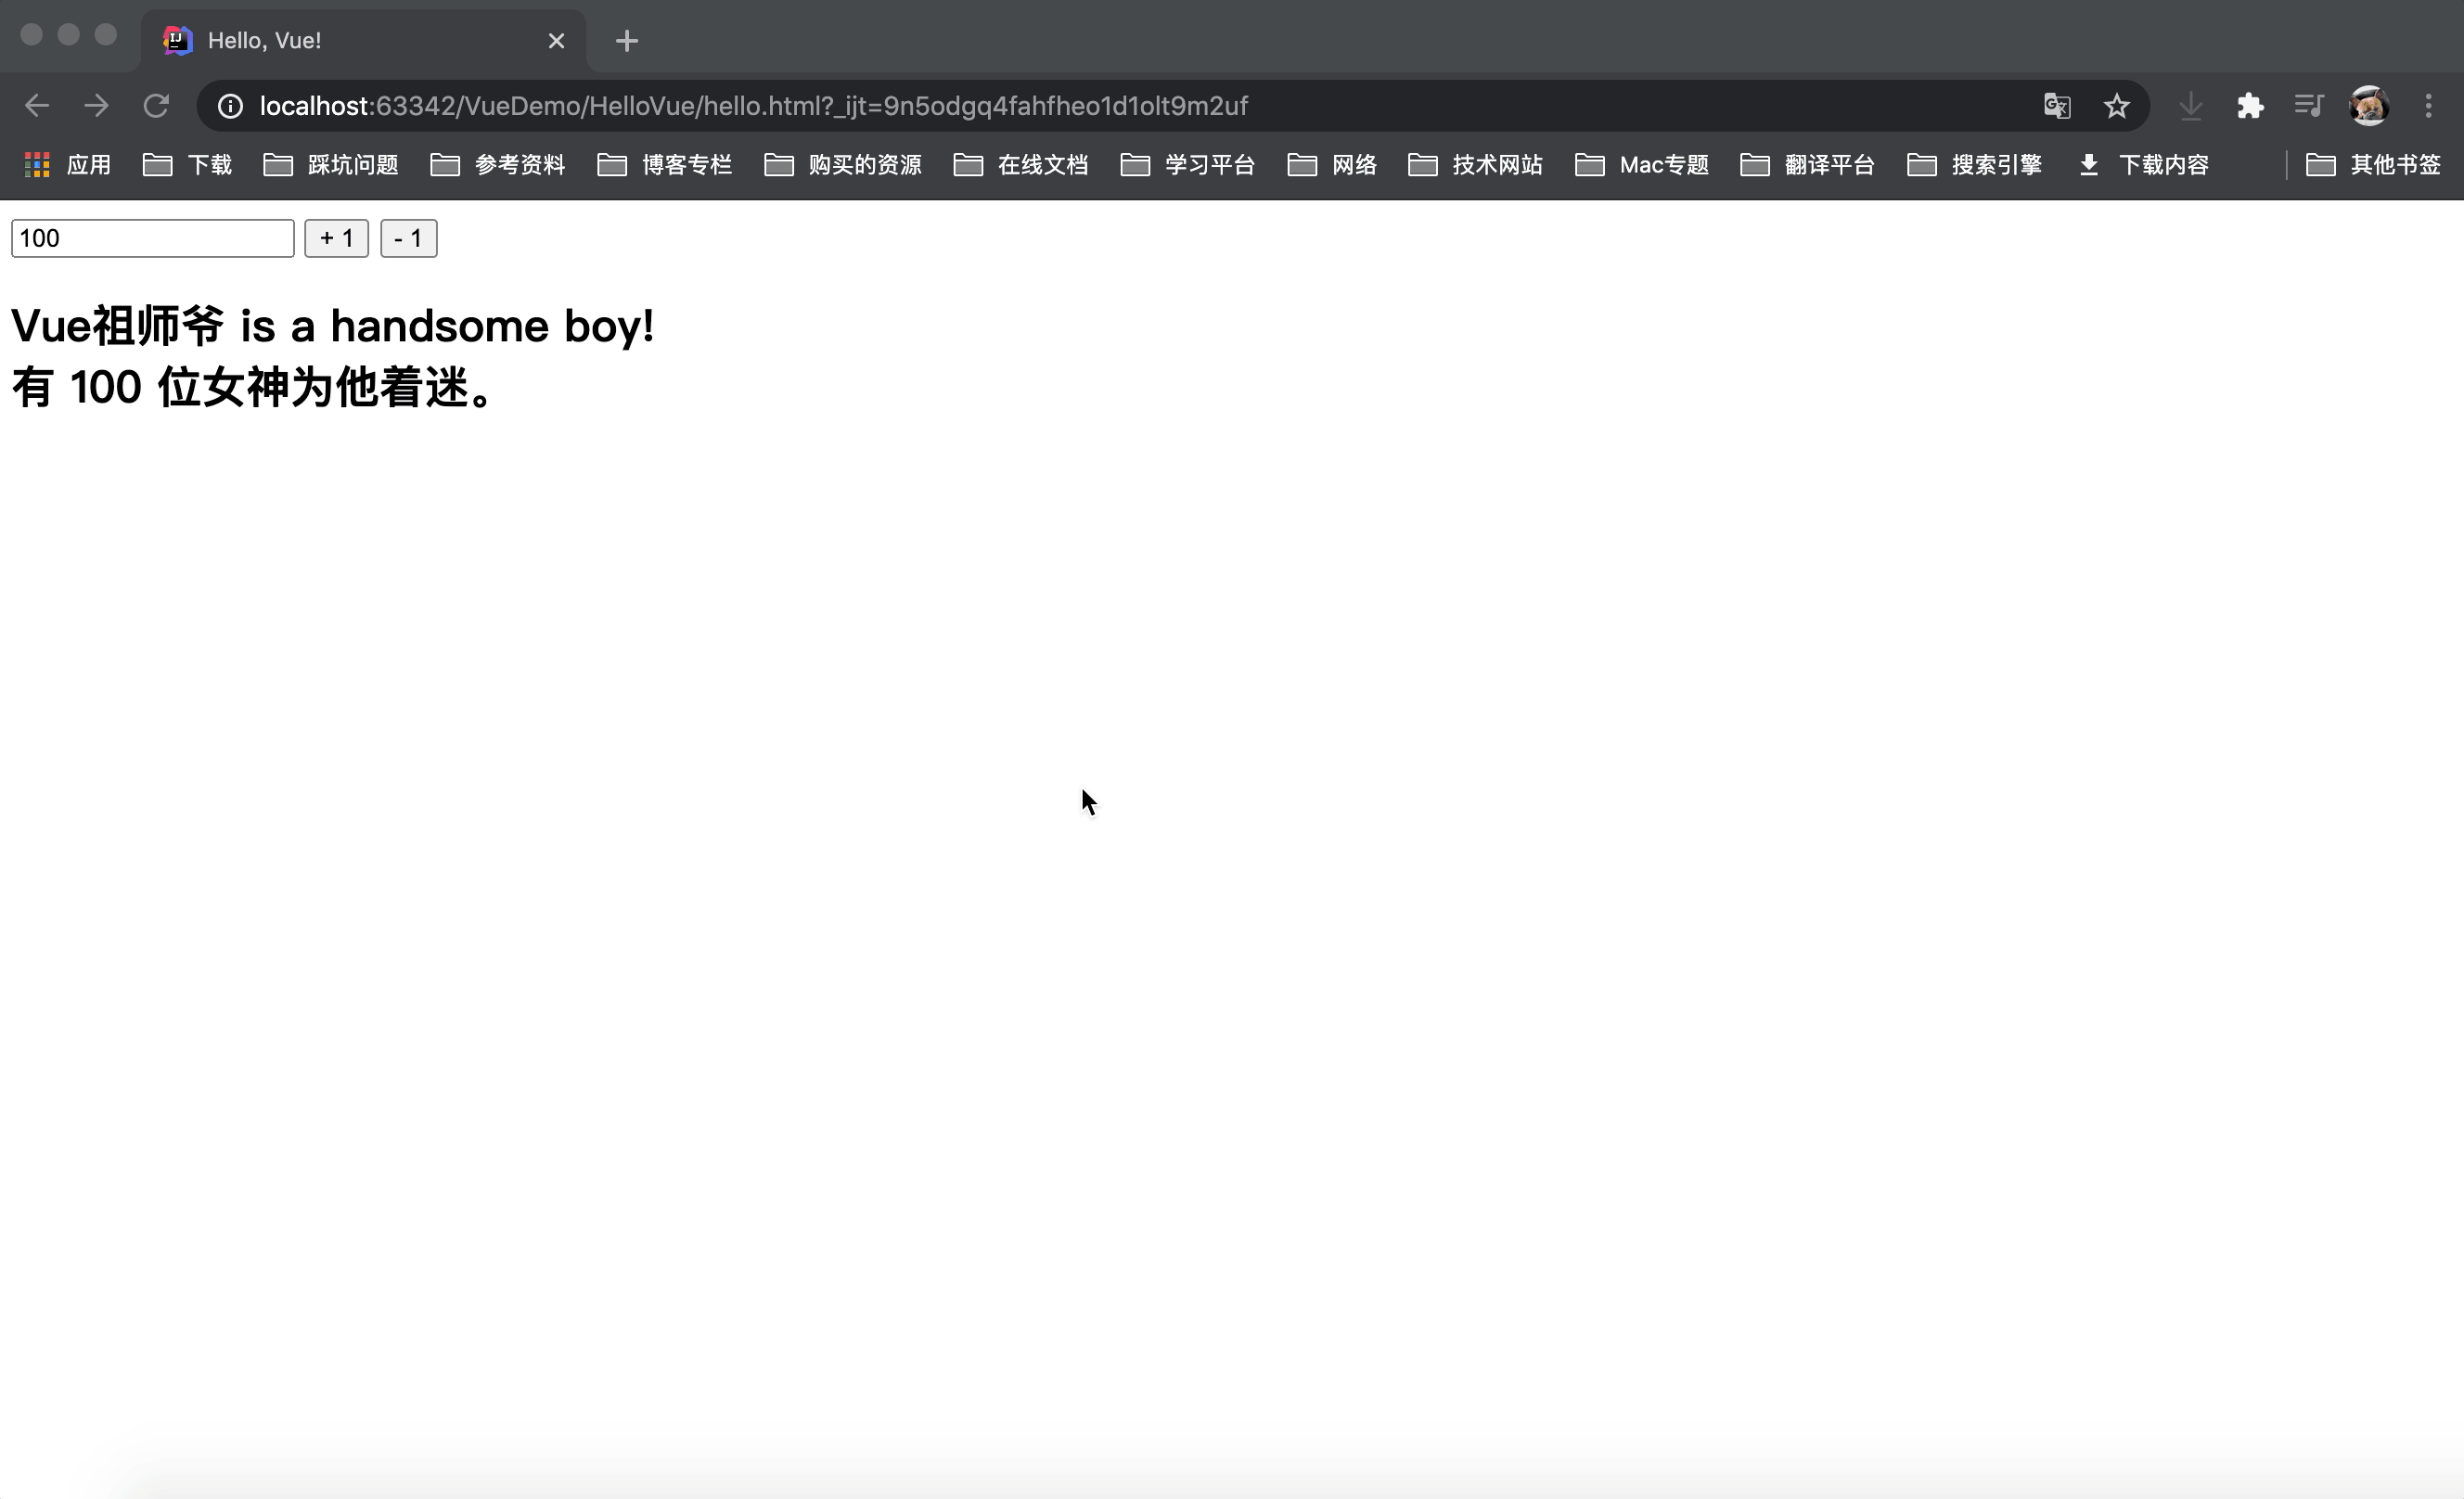 Hello, Vue!
localhost:63342/VueDemo/HelloVue/hello.html?_ijt=9n5odgq4fahfheo1d1olt9m2uf
应用 下载 踩坑问题 参考资料 博客专栏 购买的资源 在线文档 学习平台 网络 技术网站 Mac专题 翻译平台 搜索引擎 下载内容 其他书签
100 + 1 - 1
Vue祖师爷 is a handsome boy!
有 100 位女神为他着迷。